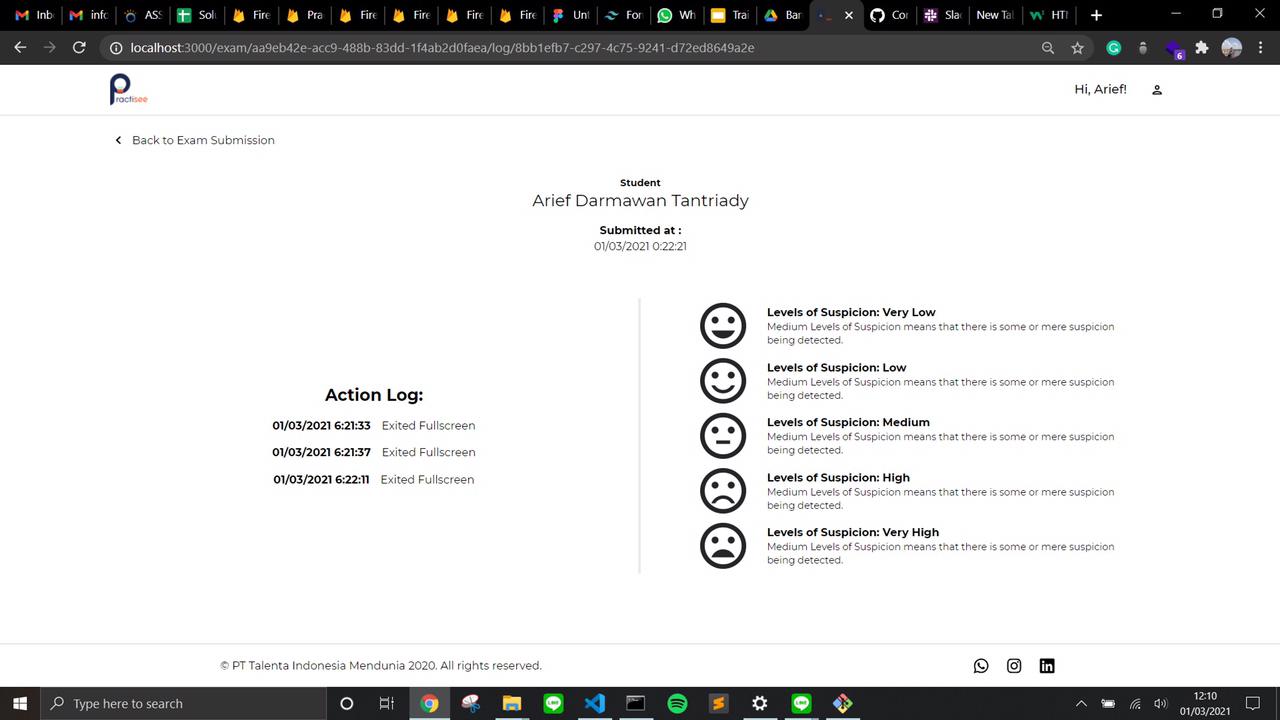 Inb
info
ASS
Solu
Fire
Pra
Fire
Fire
Fire
Fire
Unt
For
Wh
Trai
Bar
Cor
Slac
New Tal
HTI
localhost:3000/exam/aa9eb42e-acc9-488b-83dd-1f4ab2d0faea/log/8bb1efb7-c297-4c75-9241-d72ed8649a2e
6
Practisee
Hi, Arief!
Back to Exam Submission
Student
Arief Darmawan Tantriady
Submitted at :
01/03/2021 0:22:21
Action Log:
01/03/2021 6:21:33 Exited Fullscreen
01/03/2021 6:21:37 Exited Fullscreen
01/03/2021 6:22:11 Exited Fullscreen
Levels of Suspicion: Very Low
Medium Levels of Suspicion means that there is some or mere suspicion
being detected.
Levels of Suspicion: Low
Medium Levels of Suspicion means that there is some or mere suspicion
being detected.
Levels of Suspicion: Medium
Medium Levels of Suspicion means that there is some or mere suspicion
being detected.
Levels of Suspicion: High
Medium Levels of Suspicion means that there is some or mere suspicion
being detected.
Levels of Suspicion: Very High
Medium Levels of Suspicion means that there is some or mere suspicion
being detected.
© PT Talenta Indonesia Mendunia 2020. All rights reserved.
Type here to search
12:10
01/03/2021